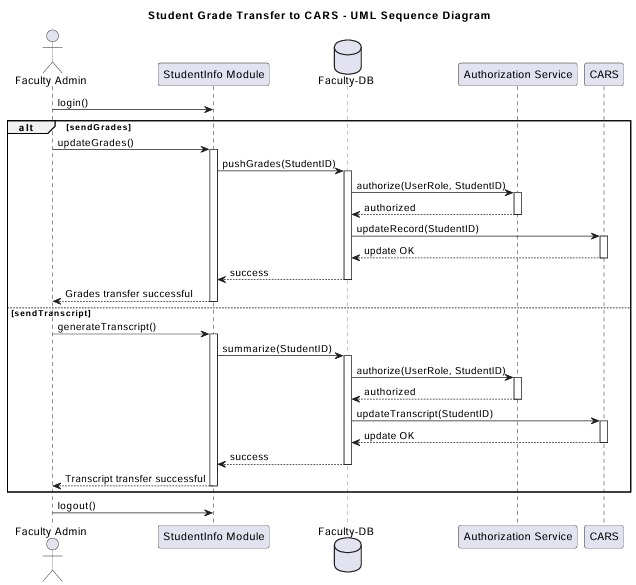 Student Grade Transfer to CARS - UML Sequence Diagram
Faculty Admin
StudentInfo Module
Faculty-DB
Authorization Service
CARS
login()
alt
[sendGrades]
updateGrades()
pushGrades(StudentID)
authorize(UserRole, StudentID)
authorized
updateRecord(StudentID)
update OK
success
Grades transfer successful
[sendTranscript]
generateTranscript()
summarize(StudentID)
authorize(UserRole, StudentID)
authorized
updateTranscript(StudentID)
update OK
success
Transcript transfer successful
logout()
Faculty Admin
StudentInfo Module
Faculty-DB
Authorization Service
CARS